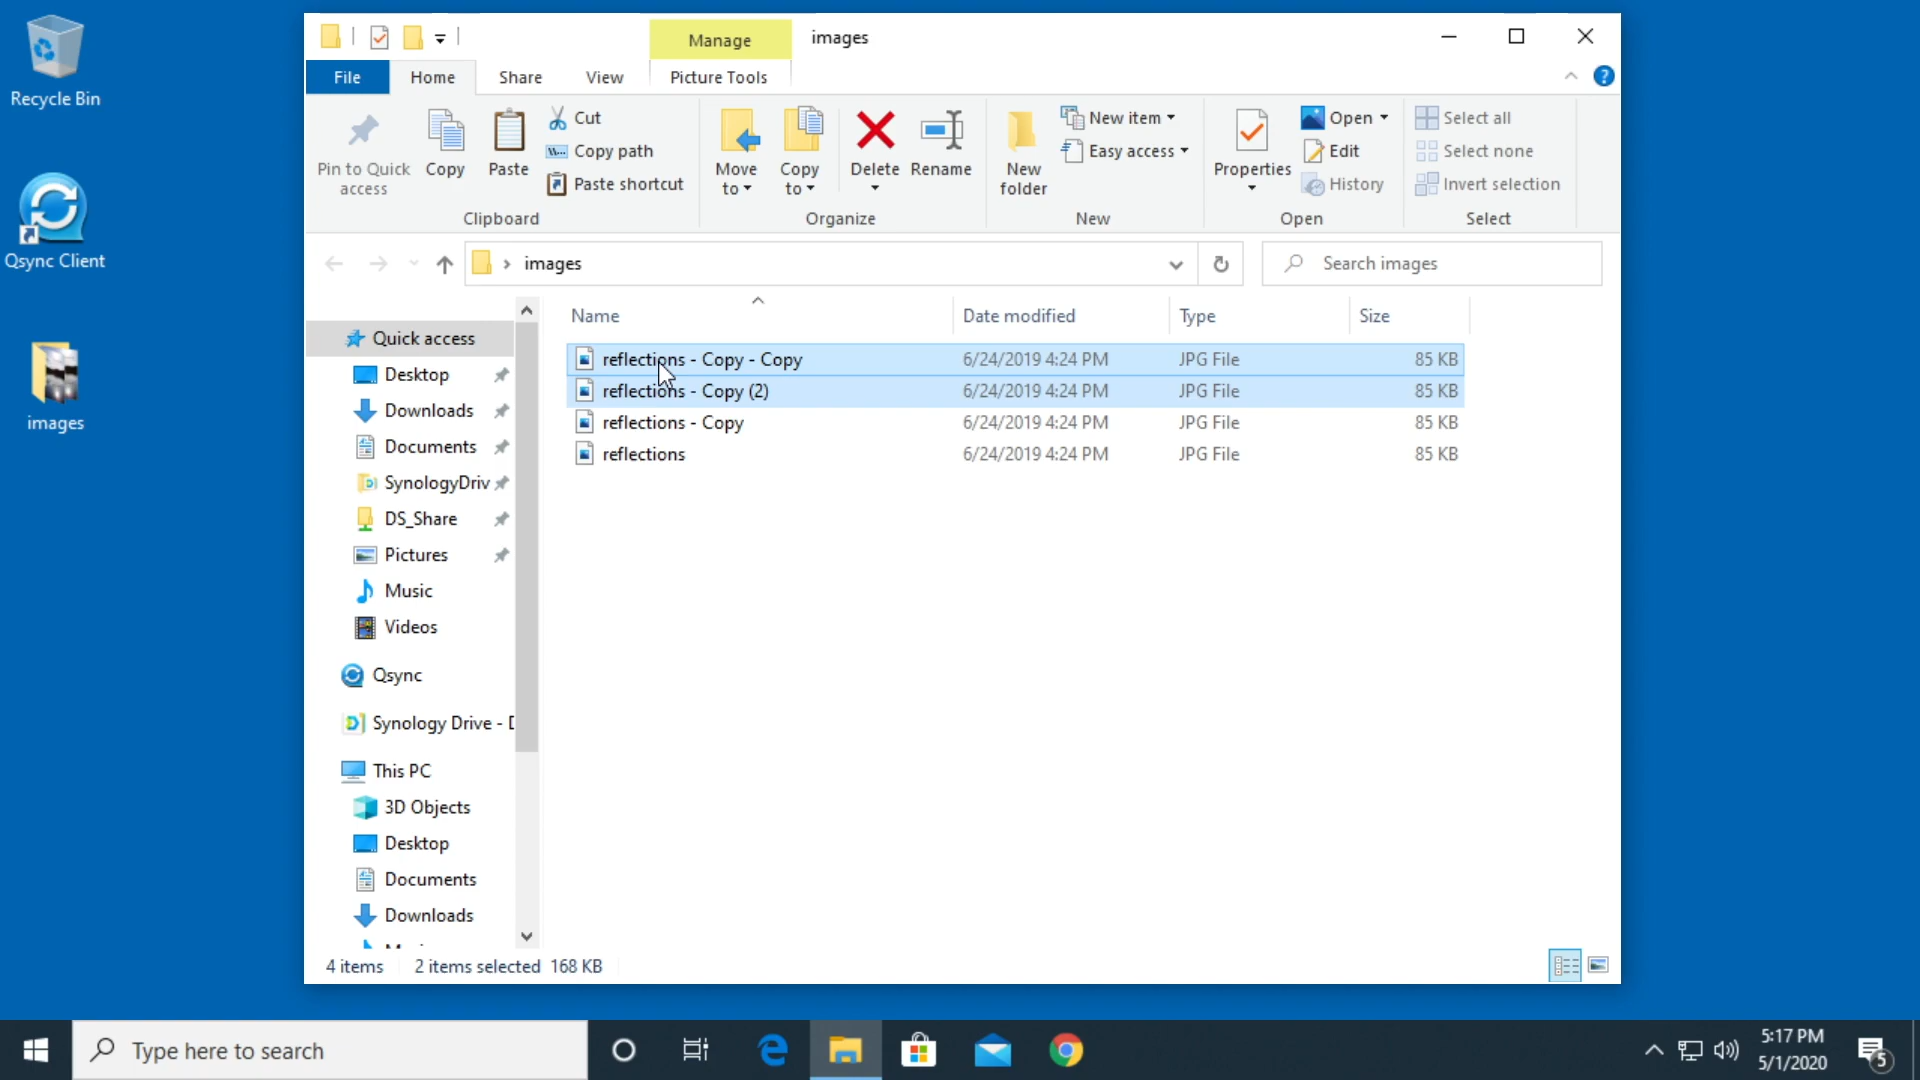 Recycle Bin
Qsync Client
images
Manage
images
File
Home
Share
View
Picture Tools
Pin to Quick access
Copy
Paste
Cut
Copy path
Paste shortcut
Clipboard
Move to
Copy to
Delete
Rename
Organize
New folder
New item
Easy access
New
Properties
Open
Edit
History
Open
Select all
Select none
Invert selection
Select
images
Search images
Name
Date modified
Type
Size
reflections - Copy - Copy 6/24/2019 4:24 PM JPG File 85 KB
reflections - Copy (2) 6/24/2019 4:24 PM JPG File 85 KB
reflections - Copy 6/24/2019 4:24 PM JPG File 85 KB
reflections 6/24/2019 4:24 PM JPG File 85 KB
Quick access
Desktop
Downloads
Documents
SynologyDriv
DS_Share
Pictures
Music
Videos
Qsync
Synology Drive - D
This PC
3D Objects
Desktop
Documents
Downloads
4 items 2 items selected 168 KB
Type here to search
5:17 PM
5/1/2020
5